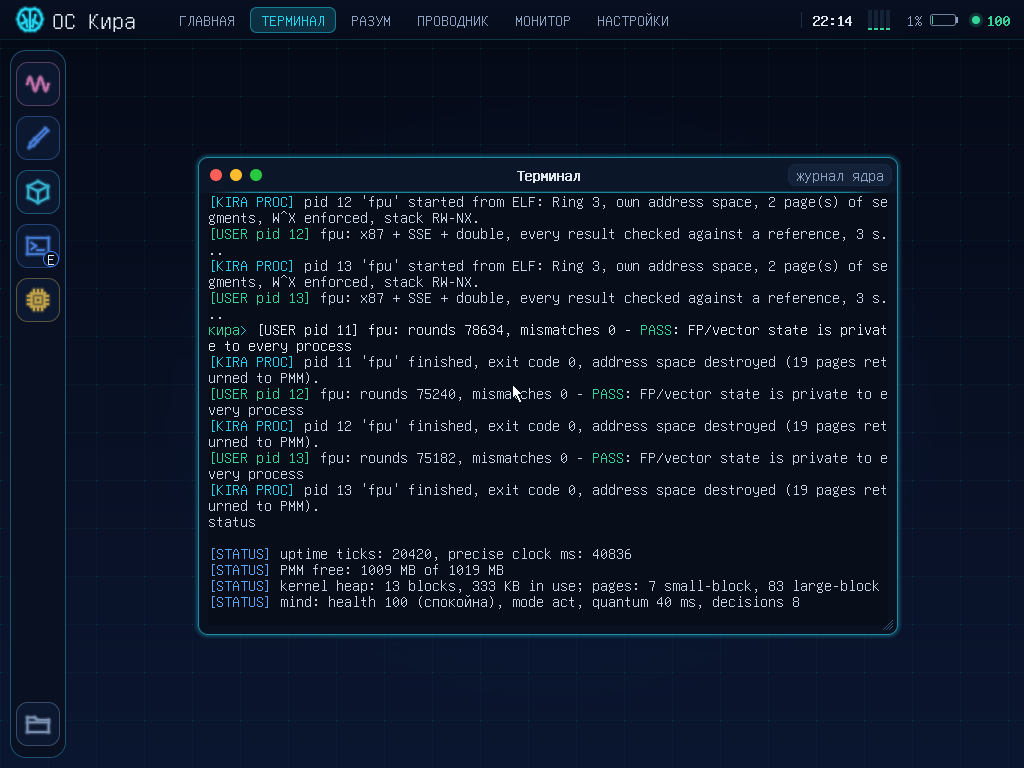 ОС Кира
ГЛАВНАЯ ТЕРМИНАЛ РАЗУМ ПРОВОДНИК МОНИТОР НАСТРОЙКИ
22:14 1% 100
E
Терминал
журнал ядра
[KIRA PROC] pid 12 'fpu' started from ELF: Ring 3, own address space, 2 page(s) of se
gments, W^X enforced, stack RW-NX.
[USER pid 12] fpu: x87 + SSE + double, every result checked against a reference, 3 s.
..
[KIRA PROC] pid 13 'fpu' started from ELF: Ring 3, own address space, 2 page(s) of se
gments, W^X enforced, stack RW-NX.
[USER pid 13] fpu: x87 + SSE + double, every result checked against a reference, 3 s.
..
кира> [USER pid 11] fpu: rounds 78634, mismatches 0 - PASS: FP/vector state is privat
e to every process
[KIRA PROC] pid 11 'fpu' finished, exit code 0, address space destroyed (19 pages ret
urned to PMM).
[USER pid 12] fpu: rounds 75240, mismatches 0 - PASS: FP/vector state is private to e
very process
[KIRA PROC] pid 12 'fpu' finished, exit code 0, address space destroyed (19 pages ret
urned to PMM).
[USER pid 13] fpu: rounds 75182, mismatches 0 - PASS: FP/vector state is private to e
very process
[KIRA PROC] pid 13 'fpu' finished, exit code 0, address space destroyed (19 pages ret
urned to PMM).
status
[STATUS] uptime ticks: 20420, precise clock ms: 40836
[STATUS] PMM free: 1009 MB of 1019 MB
[STATUS] kernel heap: 13 blocks, 333 KB in use; pages: 7 small-block, 83 large-block
[STATUS] mind: health 100 (спокойна), mode act, quantum 40 ms, decisions 8